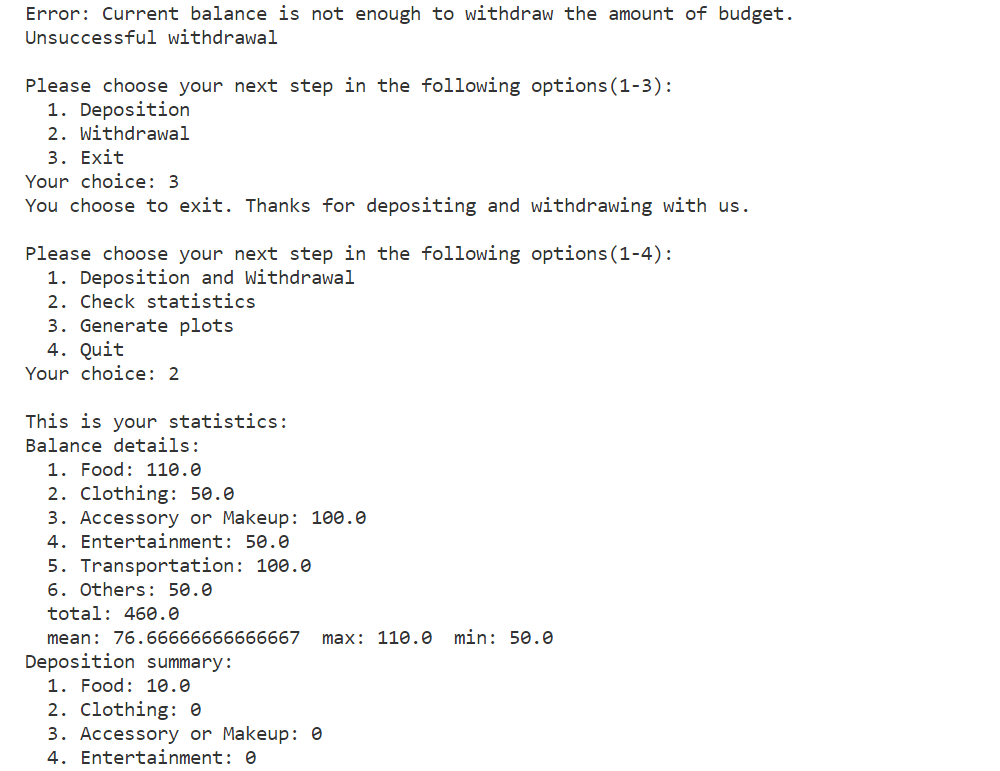 Error: Current balance is not enough to withdraw the amount of budget.
Unsuccessful withdrawal
Please choose your next step in the following options(1-3):
1. Deposition
2. Withdrawal
3. Exit
Your choice: 3
You choose to exit. Thanks for depositing and withdrawing with us.
Please choose your next step in the following options(1-4):
1. Deposition and Withdrawal
2. Check statistics
3. Generate plots
4. Quit
Your choice: 2
This is your statistics:
Balance details:
1. Food: 110.0
2. Clothing: 50.0
3. Accessory or Makeup: 100.0
4. Entertainment: 50.0
5. Transportation: 100.0
6. Others: 50.0
total: 460.0
mean: 76.66666666666667  max: 110.0  min: 50.0
Deposition summary:
1. Food: 10.0
2. Clothing: 0
3. Accessory or Makeup: 0
4. Entertainment: 0